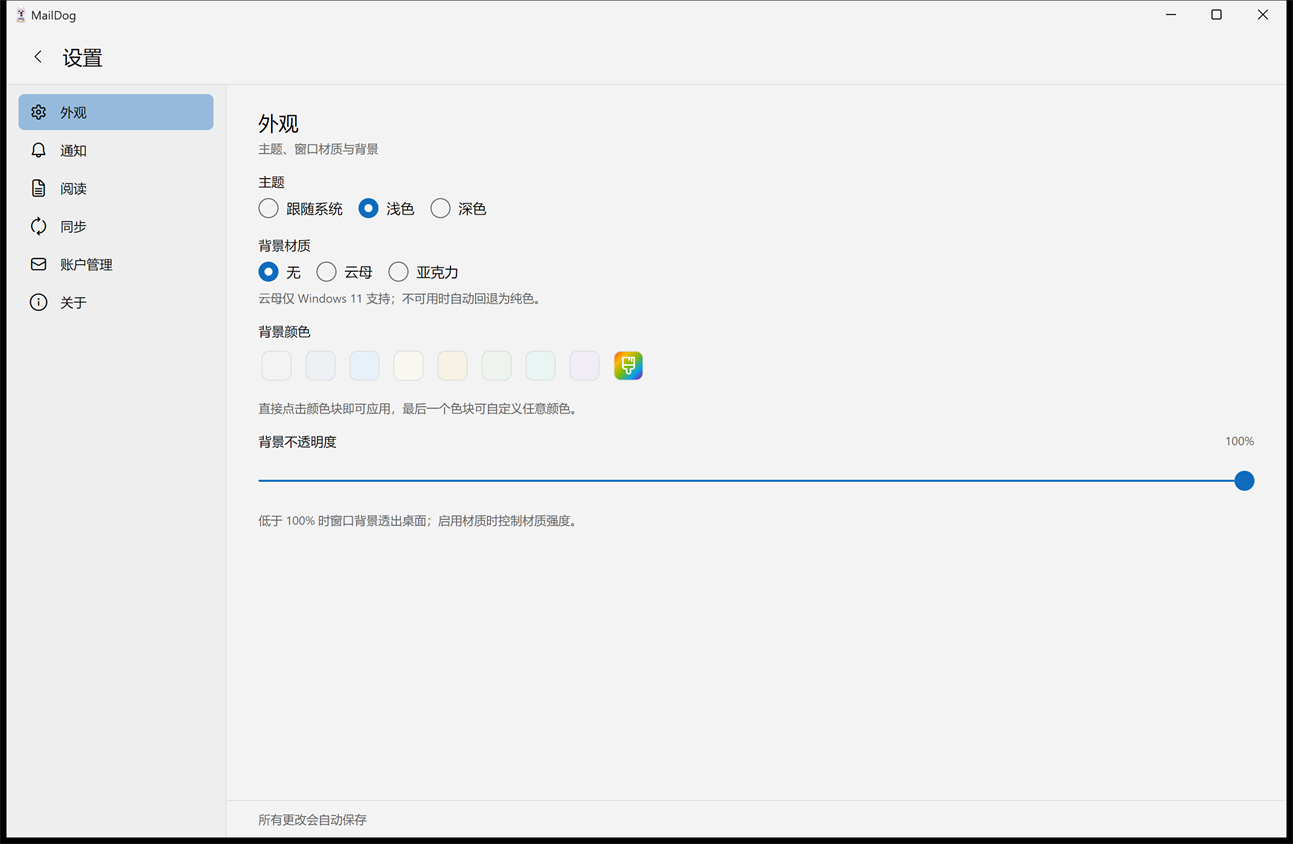 MailDog
设置
外观
通知
阅读
同步
账户管理
关于
外观
主题、窗口材质与背景
主题
跟随系统 浅色 深色
背景材质
无 云母 亚克力
云母仅 Windows 11 支持；不可用时自动回退为纯色。
背景颜色
直接点击颜色块即可应用，最后一个色块可自定义任意颜色。
背景不透明度 100%
低于 100% 时窗口背景透出桌面；启用材质时控制材质强度。
所有更改会自动保存